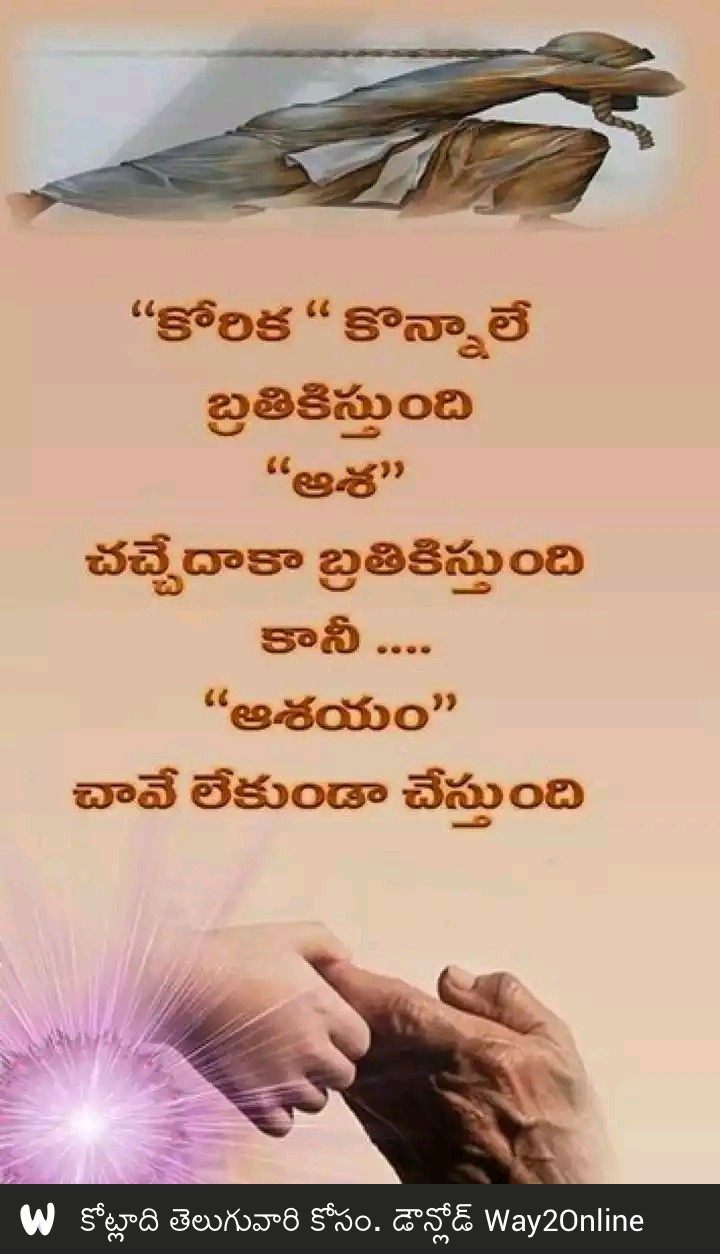 “కోరిక “ కొన్నాళే
బ్రతికిస్తుంది
“ఆశ”
చచ్చేదాకా బ్రతికిస్తుంది
కానీ ....
“ఆశయం”
చావే లేకుండా చేస్తుంది
W కోట్లాది తెలుగువారి కోసం. డౌన్లోడ్ Way2Online